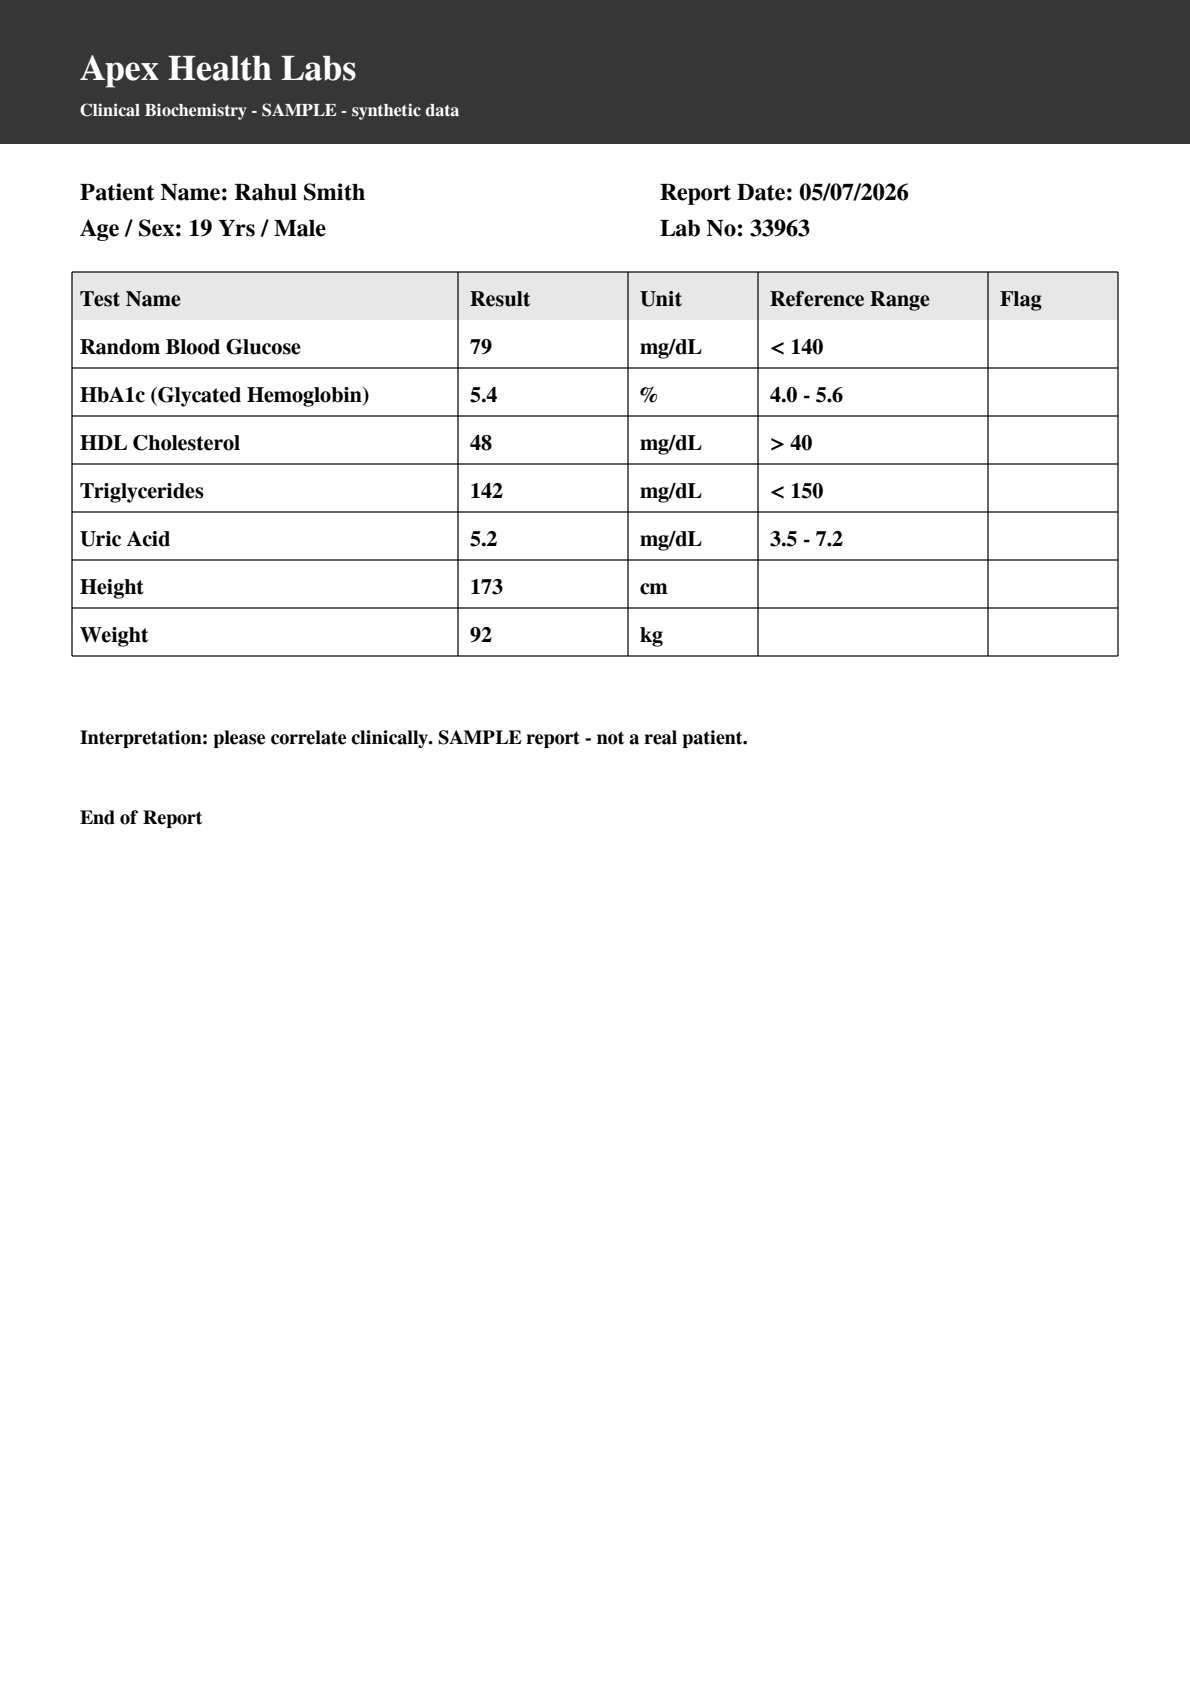 Apex Health Labs
Clinical Biochemistry - SAMPLE - synthetic data
Patient Name: Rahul Smith Report Date: 05/07/2026
Age / Sex: 19 Yrs / Male Lab No: 33963
Test Name Result Unit Reference Range Flag
Random Blood Glucose 79 mg/dL < 140
HbA1c (Glycated Hemoglobin) 5.4 % 4.0 - 5.6
HDL Cholesterol 48 mg/dL > 40
Triglycerides 142 mg/dL < 150
Uric Acid 5.2 mg/dL 3.5 - 7.2
Height 173 cm
Weight 92 kg
Interpretation: please correlate clinically. SAMPLE report - not a real patient.
End of Report